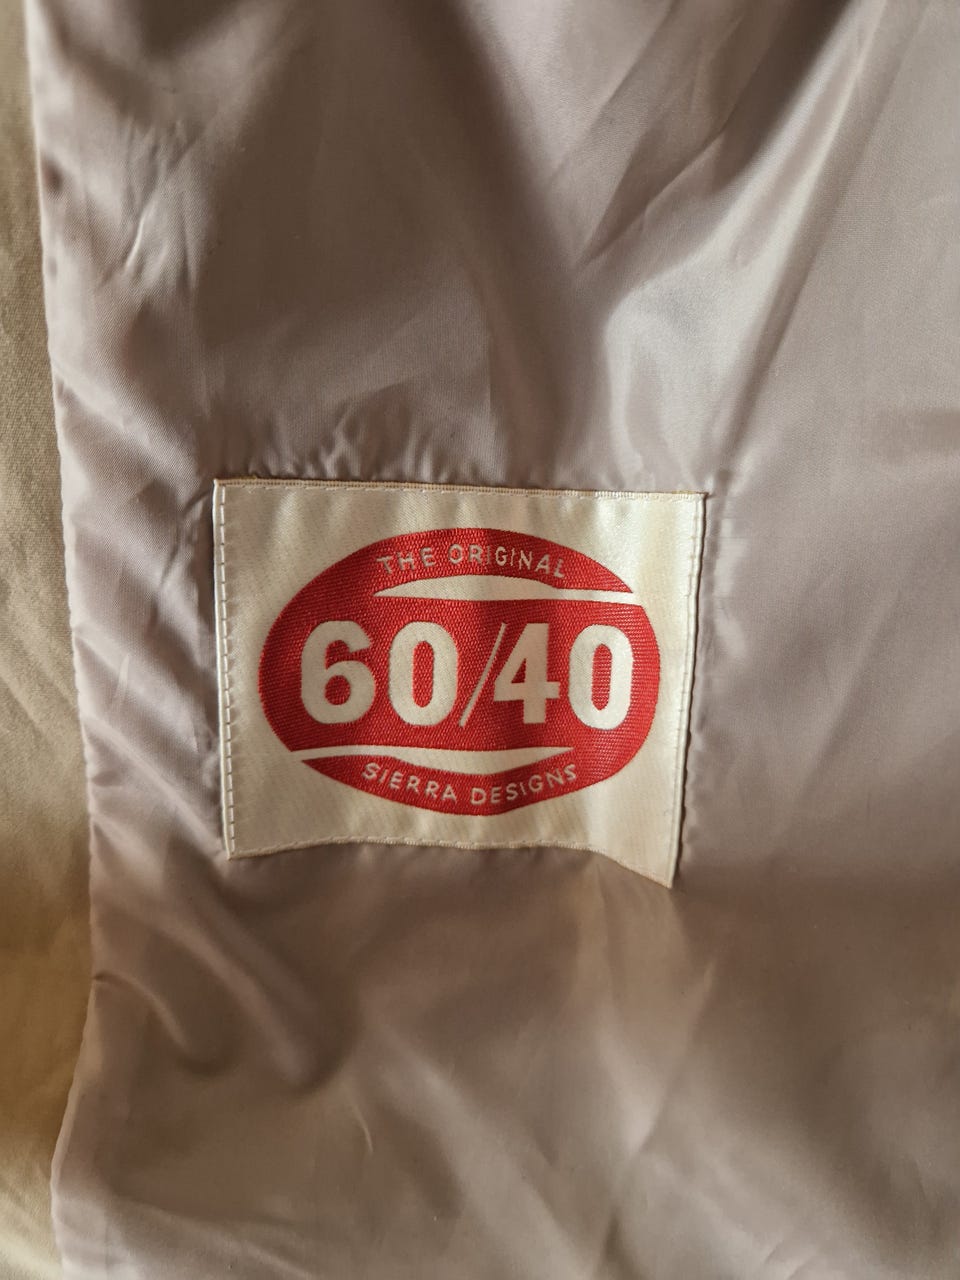 THE ORIGINAL
60/40
SIERRA DESIGNS